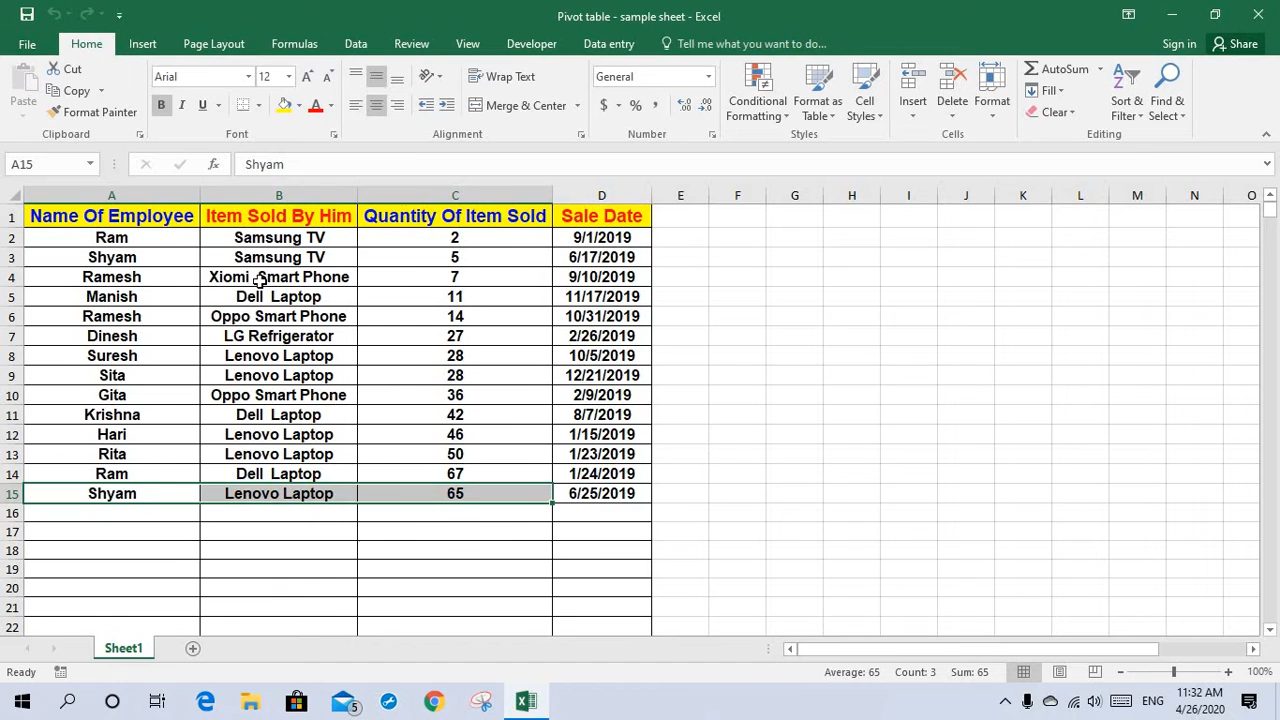 Pivot table - sample sheet - Excel
File Home Insert Page Layout Formulas Data Review View Developer Data entry Tell me what you want to do... Sign in Share
Paste
Cut
Copy
Format Painter
Clipboard
Arial 12
B I U
A A
Font
Wrap Text
Merge & Center
Alignment
General
$ % ,
Number
Conditional Formatting
Format as Table
Cell Styles
Styles
Insert Delete Format
Cells
AutoSum
Fill
Clear
Sort & Filter
Find & Select
Editing
A15 fx Shyam
A B C D E F G H I J K L M N O
1 Name Of Employee Item Sold By Him Quantity Of Item Sold Sale Date
2 Ram Samsung TV 2 9/1/2019
3 Shyam Samsung TV 5 6/17/2019
4 Ramesh Xiomi Smart Phone 7 9/10/2019
5 Manish Dell Laptop 11 11/17/2019
6 Ramesh Oppo Smart Phone 14 10/31/2019
7 Dinesh LG Refrigerator 27 2/26/2019
8 Suresh Lenovo Laptop 28 10/5/2019
9 Sita Lenovo Laptop 28 12/21/2019
10 Gita Oppo Smart Phone 36 2/9/2019
11 Krishna Dell Laptop 42 8/7/2019
12 Hari Lenovo Laptop 46 1/15/2019
13 Rita Lenovo Laptop 50 1/23/2019
14 Ram Dell Laptop 67 1/24/2019
15 Shyam Lenovo Laptop 65 6/25/2019
16
17
18
19
20
21
22
Sheet1
Ready Average: 65 Count: 3 Sum: 65 100%
5 ENG 11:32 AM
4/26/2020